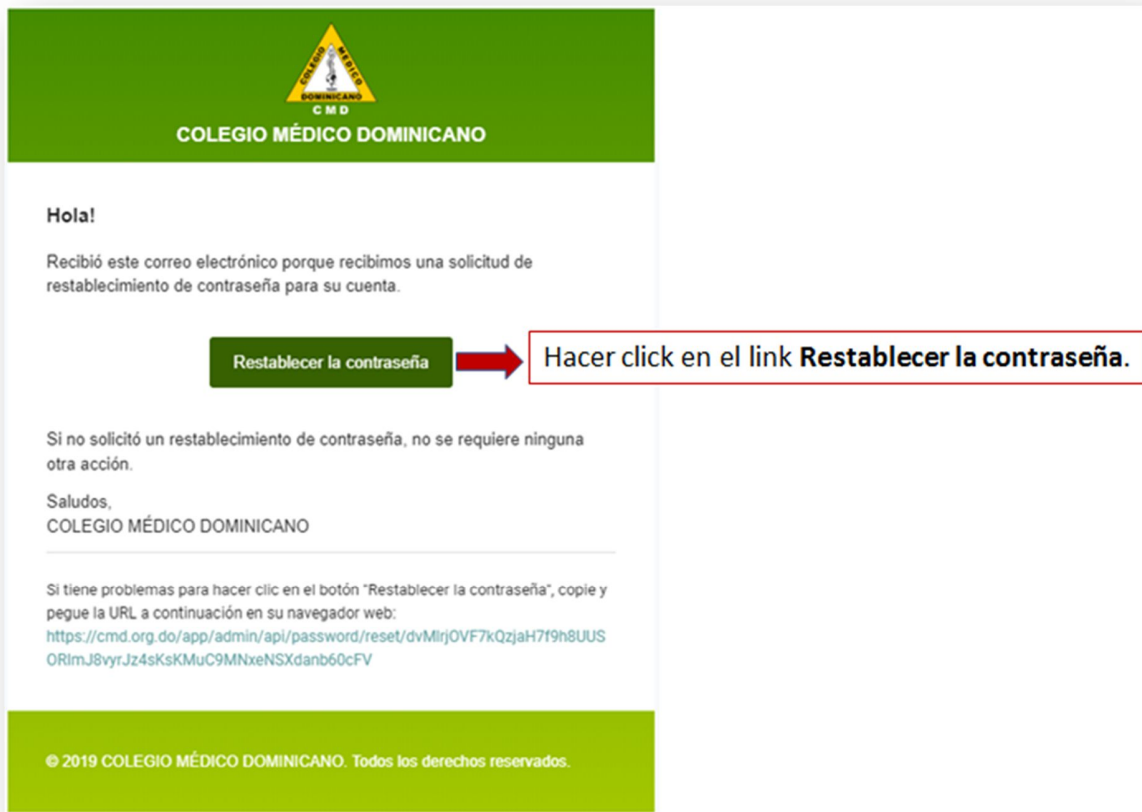 COLEGIO MEDICO
DOMINICANO
C M D
COLEGIO MÉDICO DOMINICANO
Hola!
Recibió este correo electrónico porque recibimos una solicitud de
restablecimiento de contraseña para su cuenta.
Restablecer la contraseña
Hacer click en el link Restablecer la contraseña.
Si no solicitó un restablecimiento de contraseña, no se requiere ninguna
otra acción.
Saludos,
COLEGIO MÉDICO DOMINICANO
Si tiene problemas para hacer clic en el botón "Restablecer la contraseña", copie y
pegue la URL a continuación en su navegador web:
https://cmd.org.do/app/admin/api/password/reset/dvMIrjOVF7kQzjaH7f9h8UUS
ORImJ8vyrJz4sKsKMuC9MNxeNSXdanb60cFV
© 2019 COLEGIO MÉDICO DOMINICANO. Todos los derechos reservados.